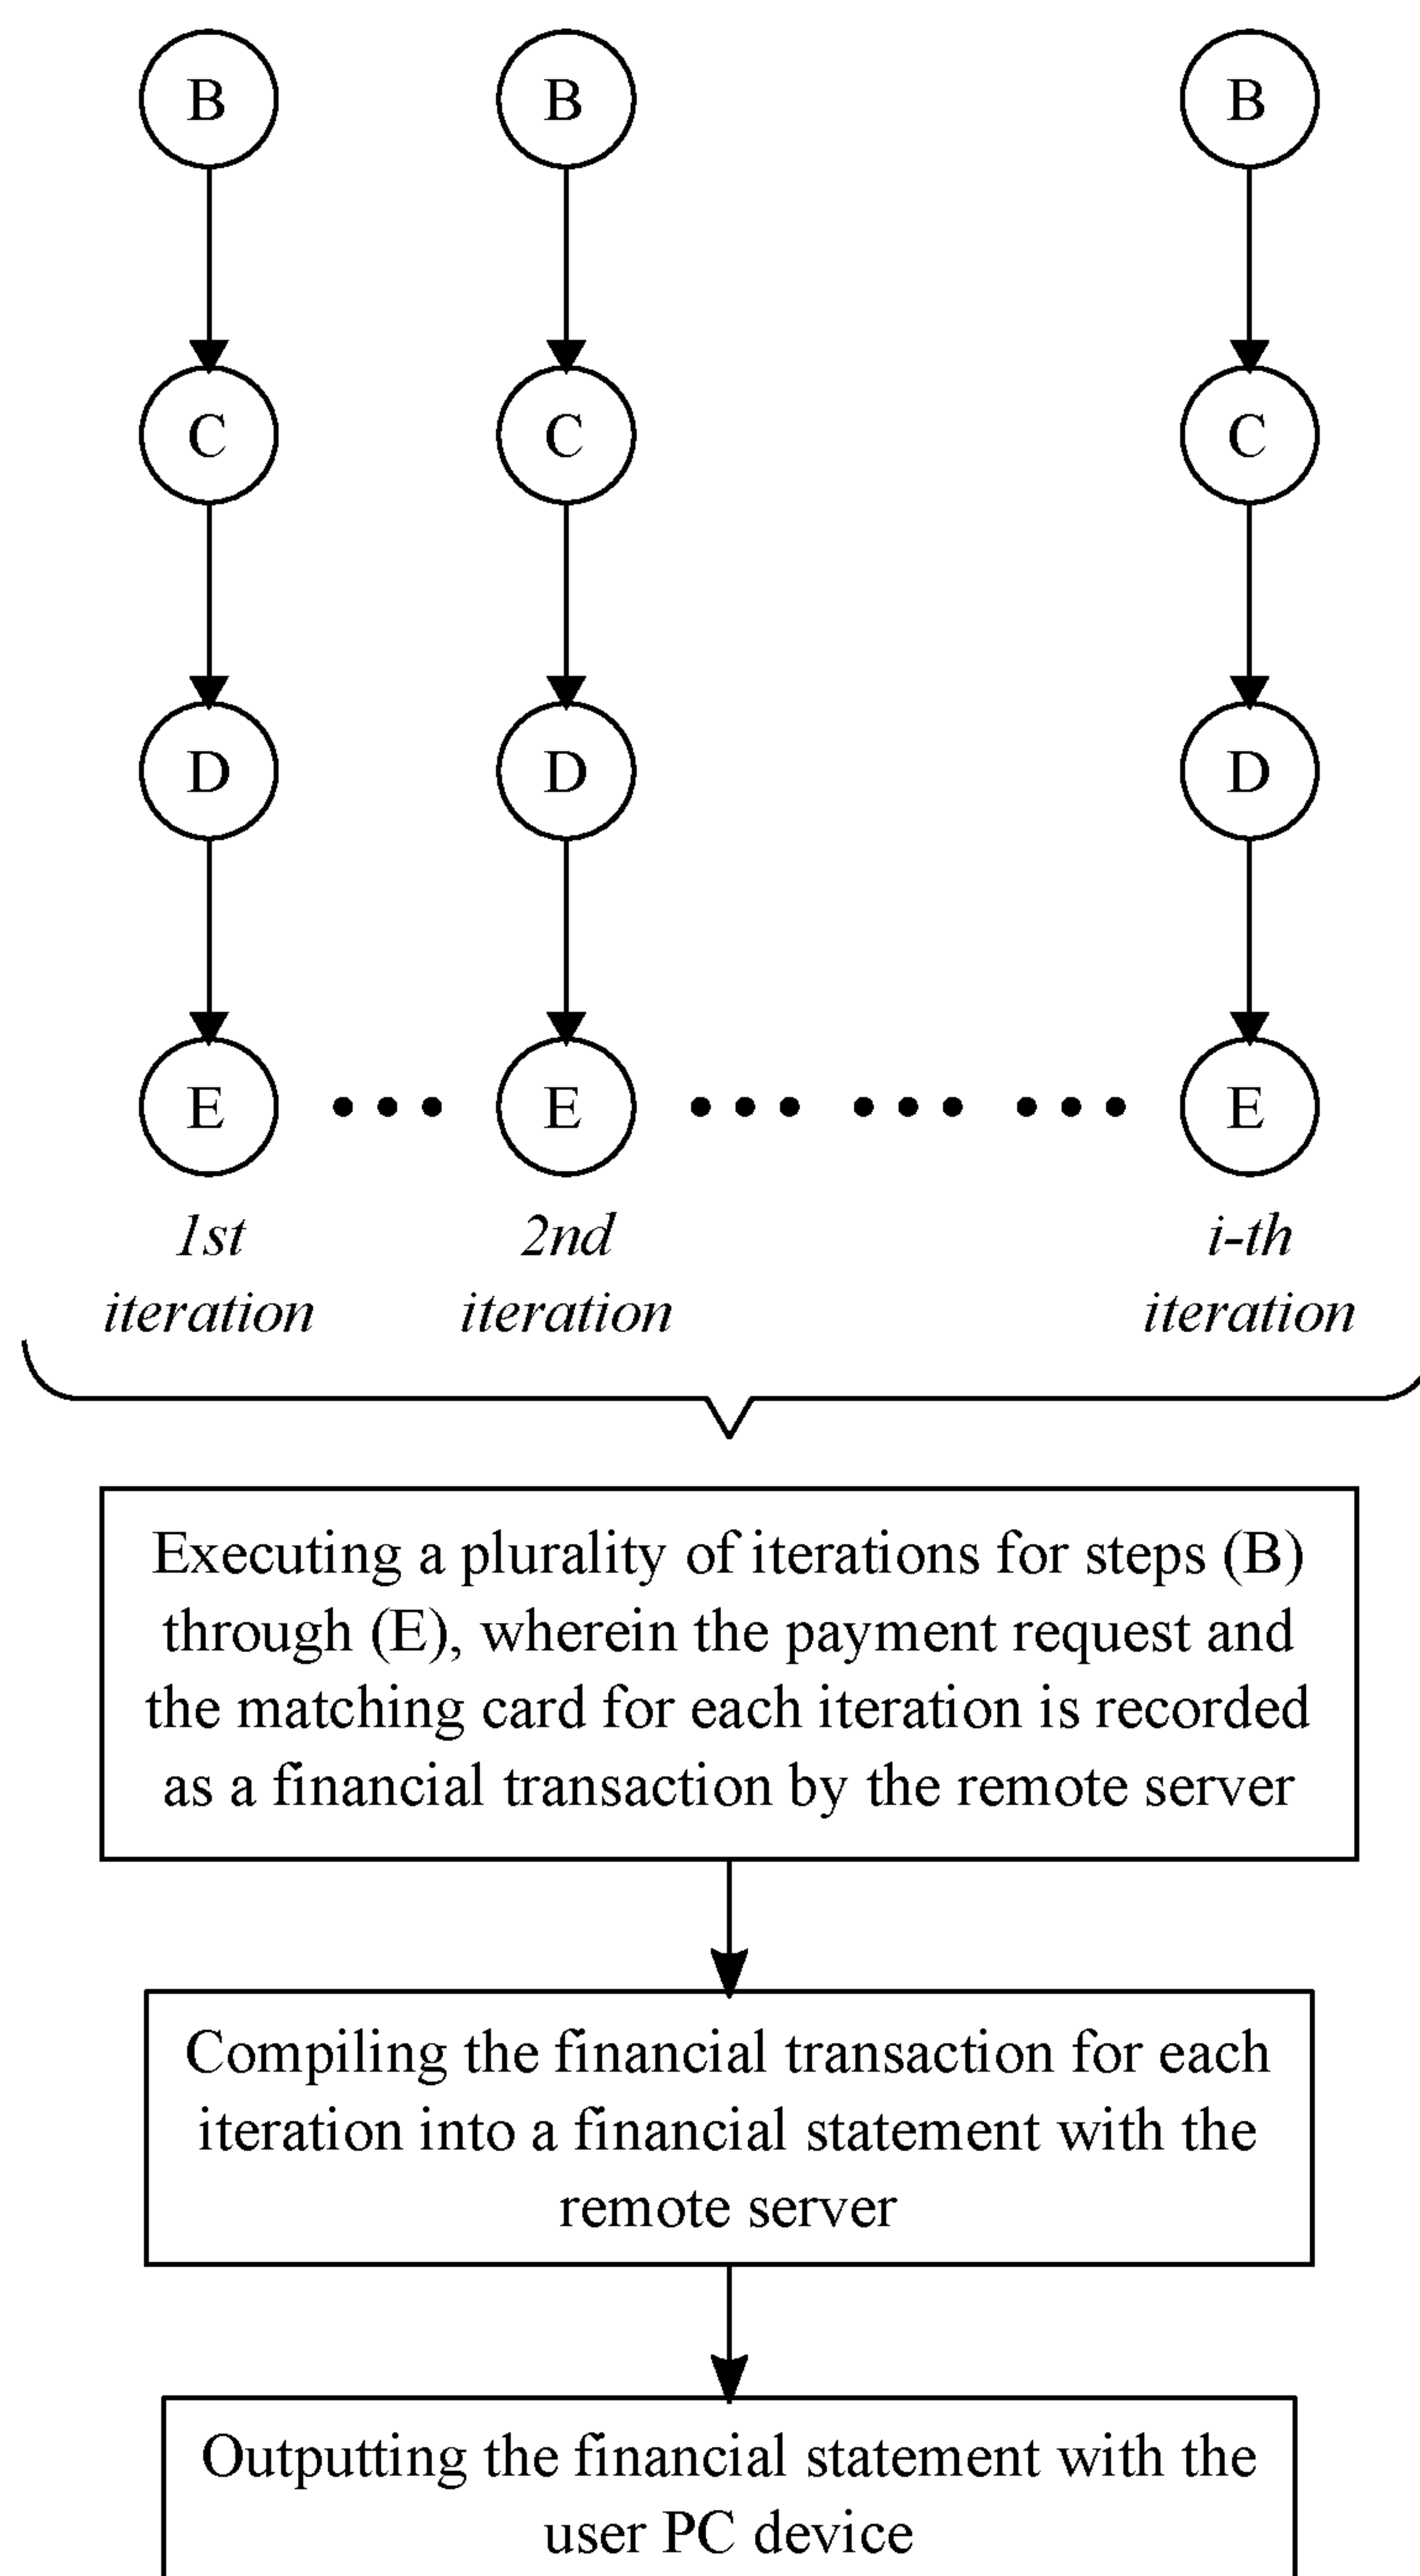 B B B
C C C
D D D
E E E
1st 2nd i-th
iteration iteration iteration
Executing a plurality of iterations for steps (B)
through (E), wherein the payment request and
the matching card for each iteration is recorded
as a financial transaction by the remote server
Compiling the financial transaction for each
iteration into a financial statement with the
remote server
Outputting the financial statement with the
user PC device